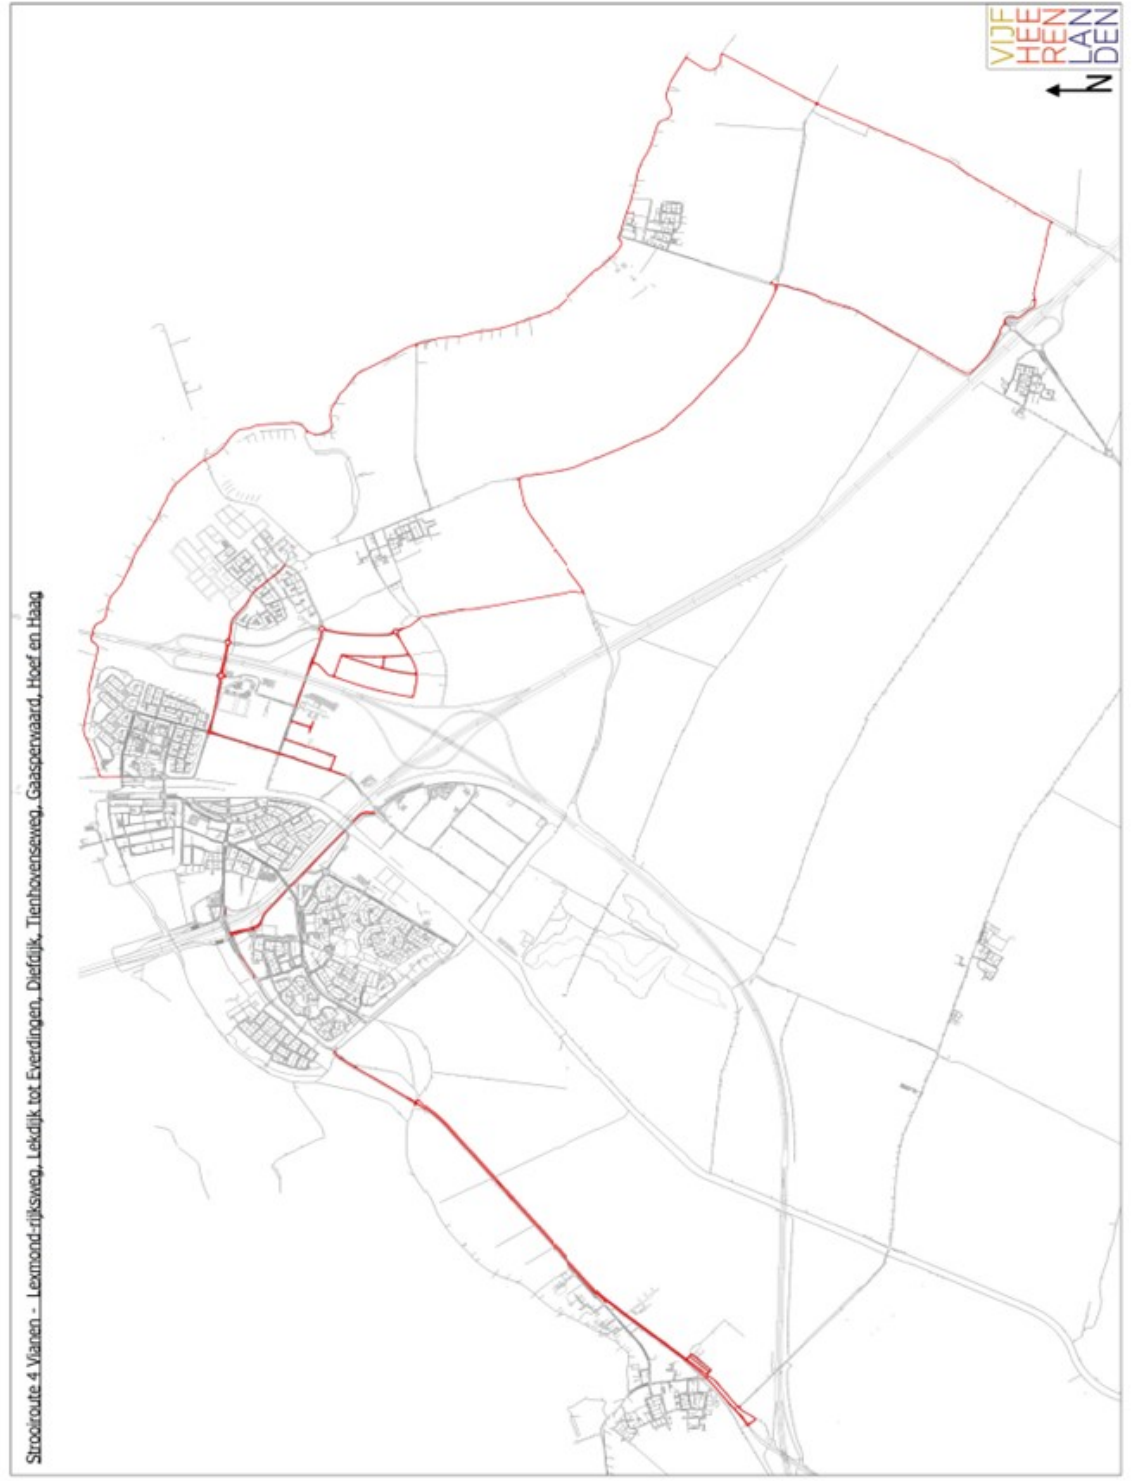 Strooiroute 4 Vianen - Lexmond-rijksweg, Lekdijk tot Everdingen, Diefdijk, Tienhovenseweg, Gaasperwaard, Hoef en Haag
VIJF
HEE
REN
LAN
DEN
N